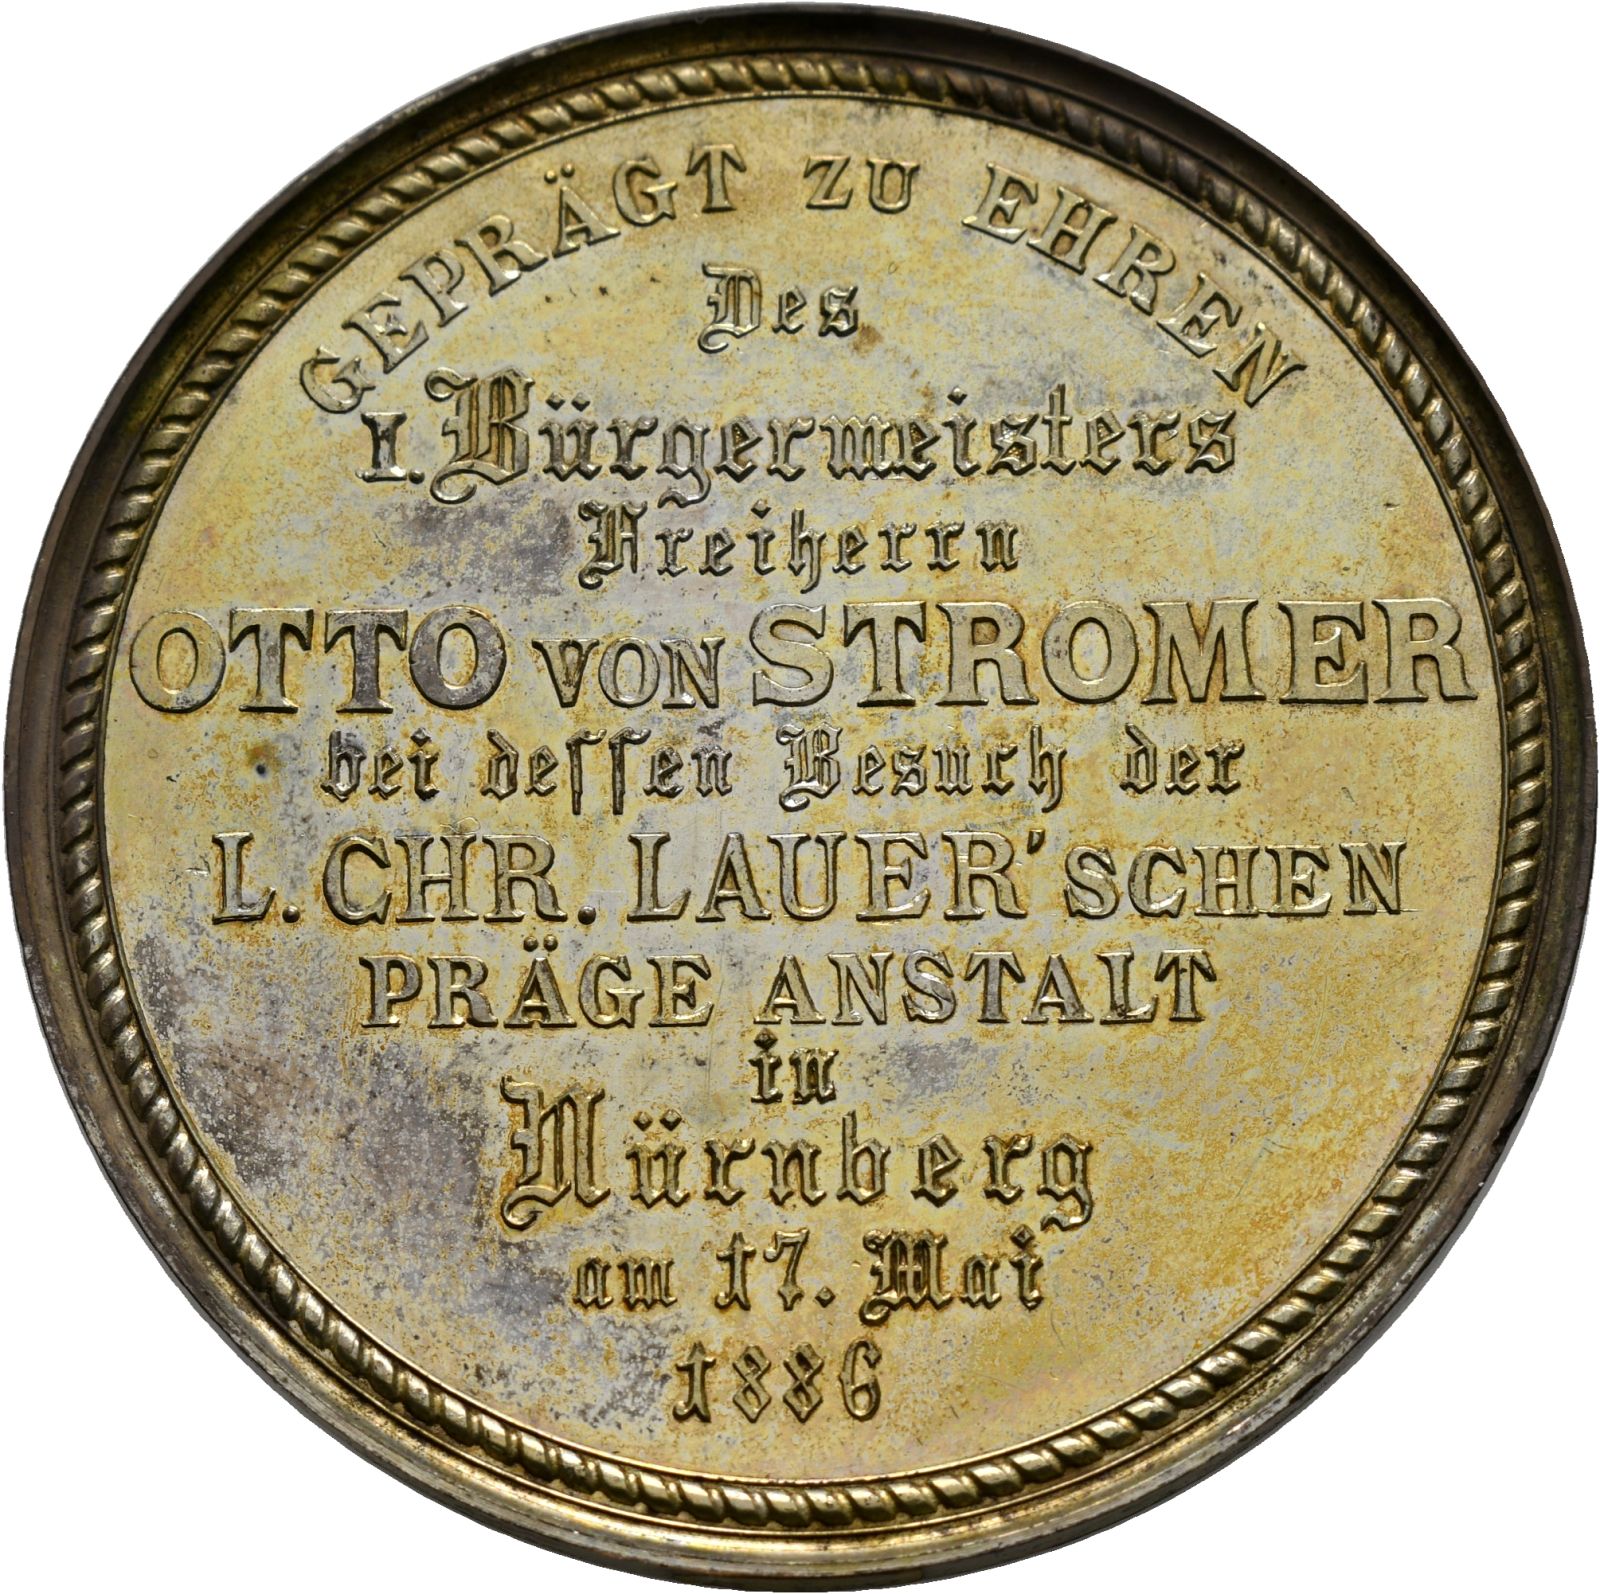 GEPRÄGT ZU EHREN
Des
I. Bürgermeisters
Freiherrn
OTTO VON STROMER
bei deſſen Besuch der
L. CHR. LAUER'SCHEN
PRÄGE ANSTALT
in
Nürnberg
am 17. Mai
1886